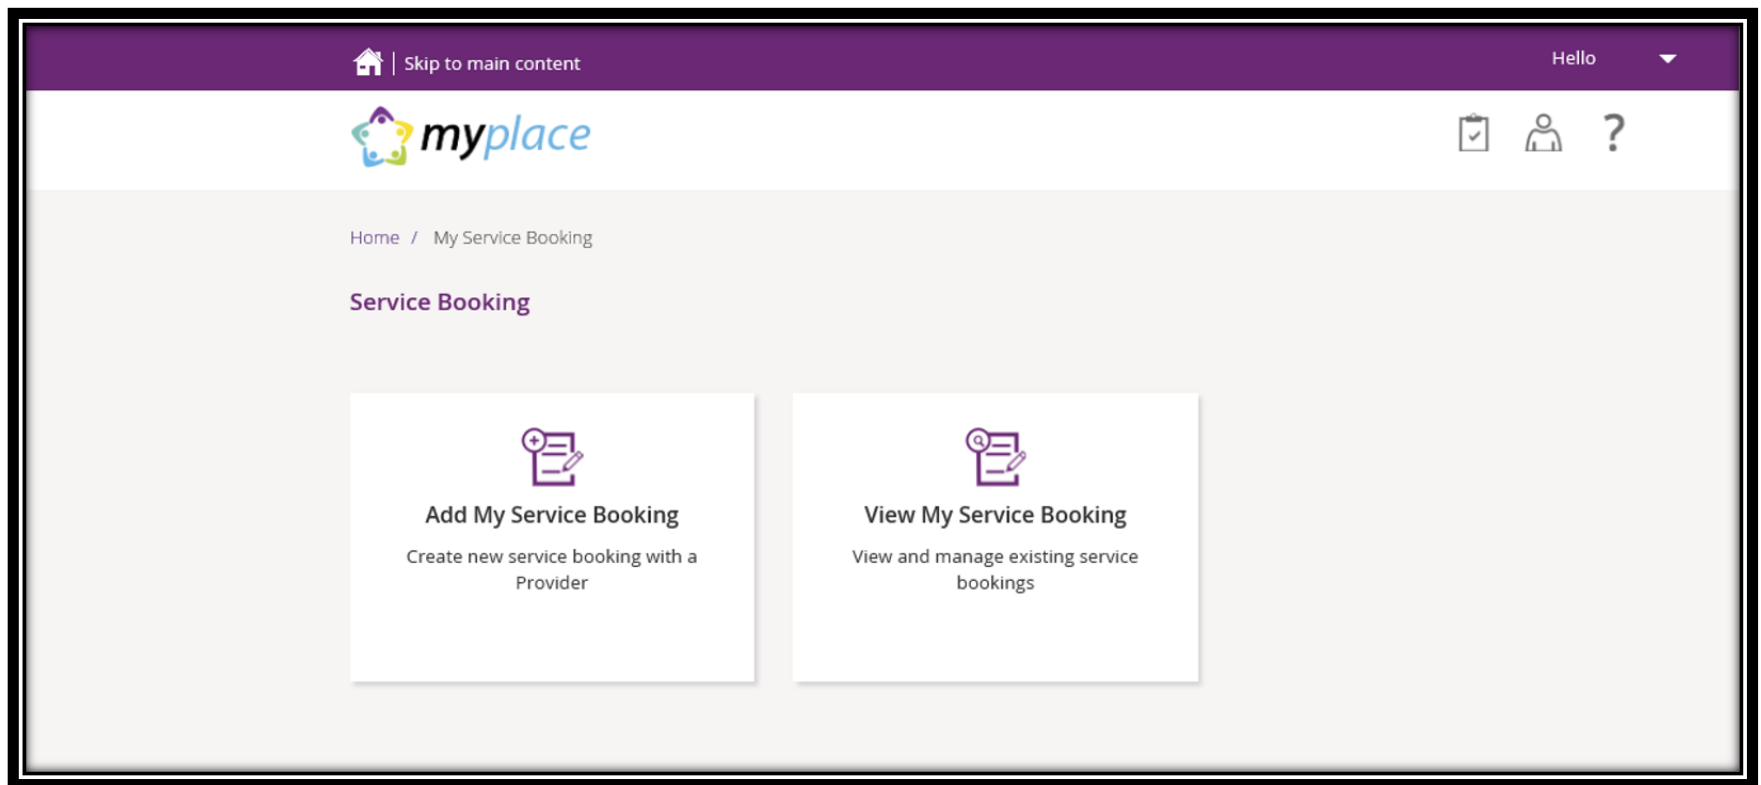 Skip to main content
Hello
myplace
?
Home / My Service Booking
Service Booking
Add My Service Booking
Create new service booking with a
Provider
View My Service Booking
View and manage existing service
bookings